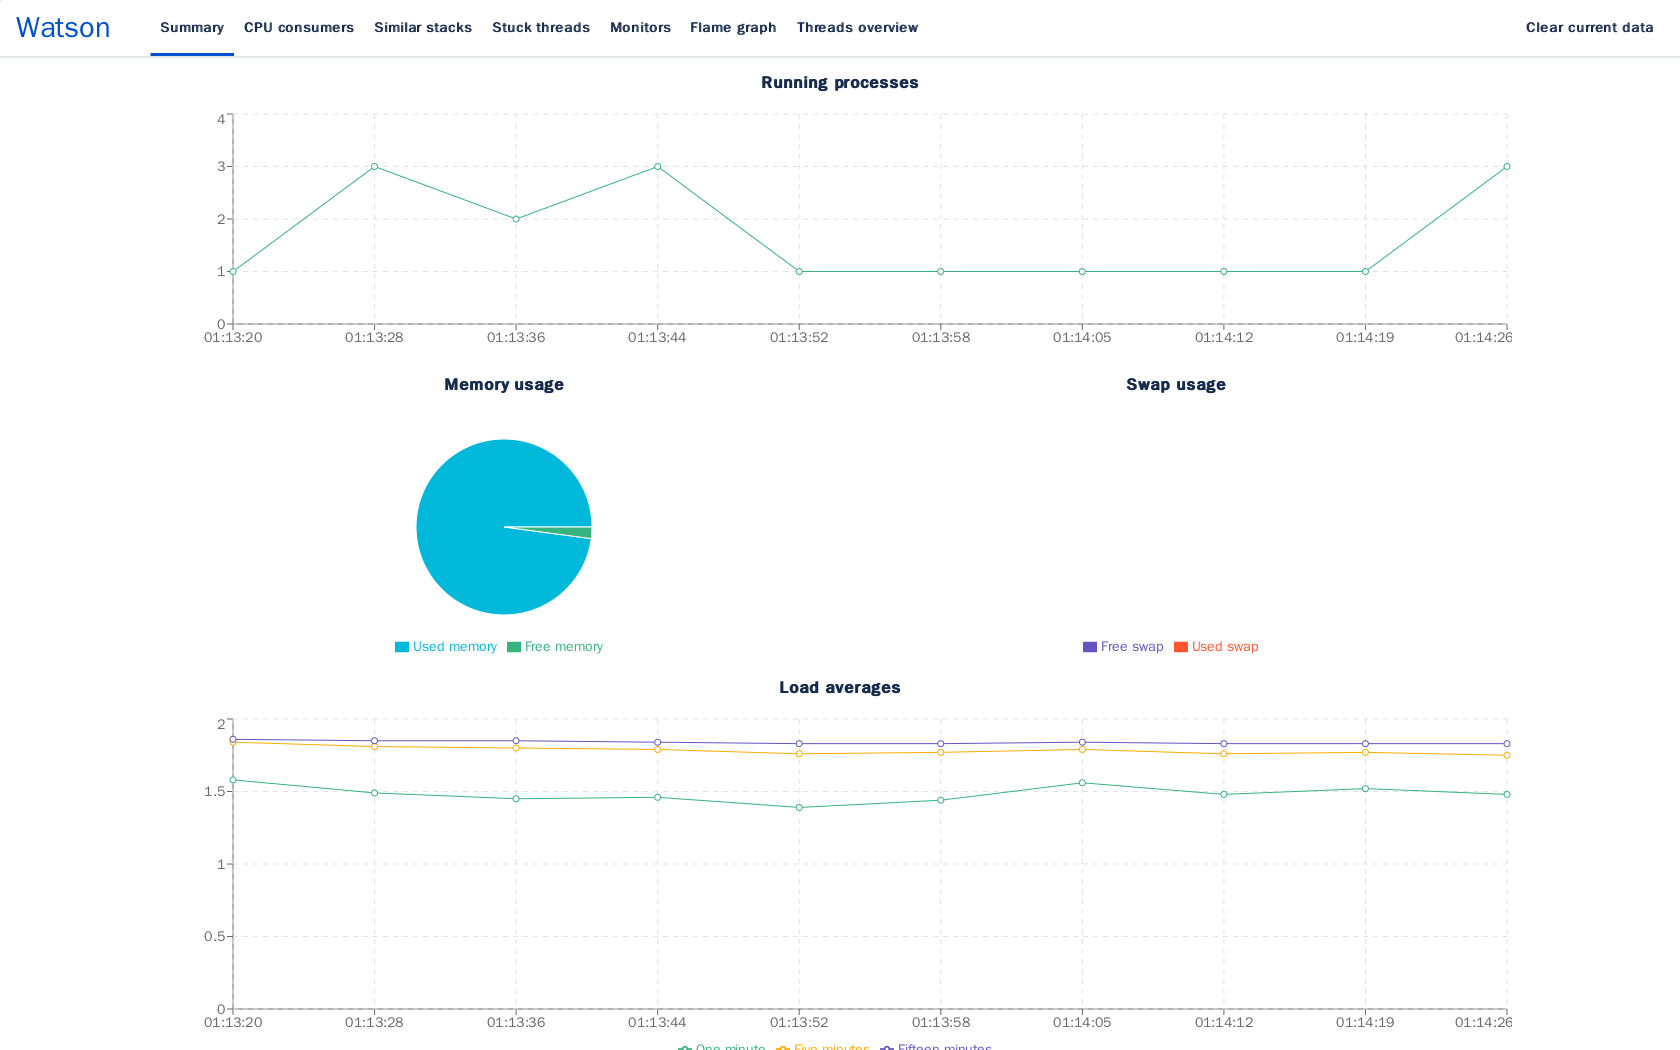 Watson Summary CPU consumers Similar stacks Stuck threads Monitors Flame graph Threads overview Clear current data
Running processes
4
3
2
1
0
01:13:20 01:13:28 01:13:36 01:13:44 01:13:52 01:13:58 01:14:05 01:14:12 01:14:19 01:14:26
Memory usage Swap usage
Used memory Free memory Free swap Used swap
Load averages
2
1.5
1
0.5
0
01:13:20 01:13:28 01:13:36 01:13:44 01:13:52 01:13:58 01:14:05 01:14:12 01:14:19 01:14:26
One minute Five minutes Fifteen minutes